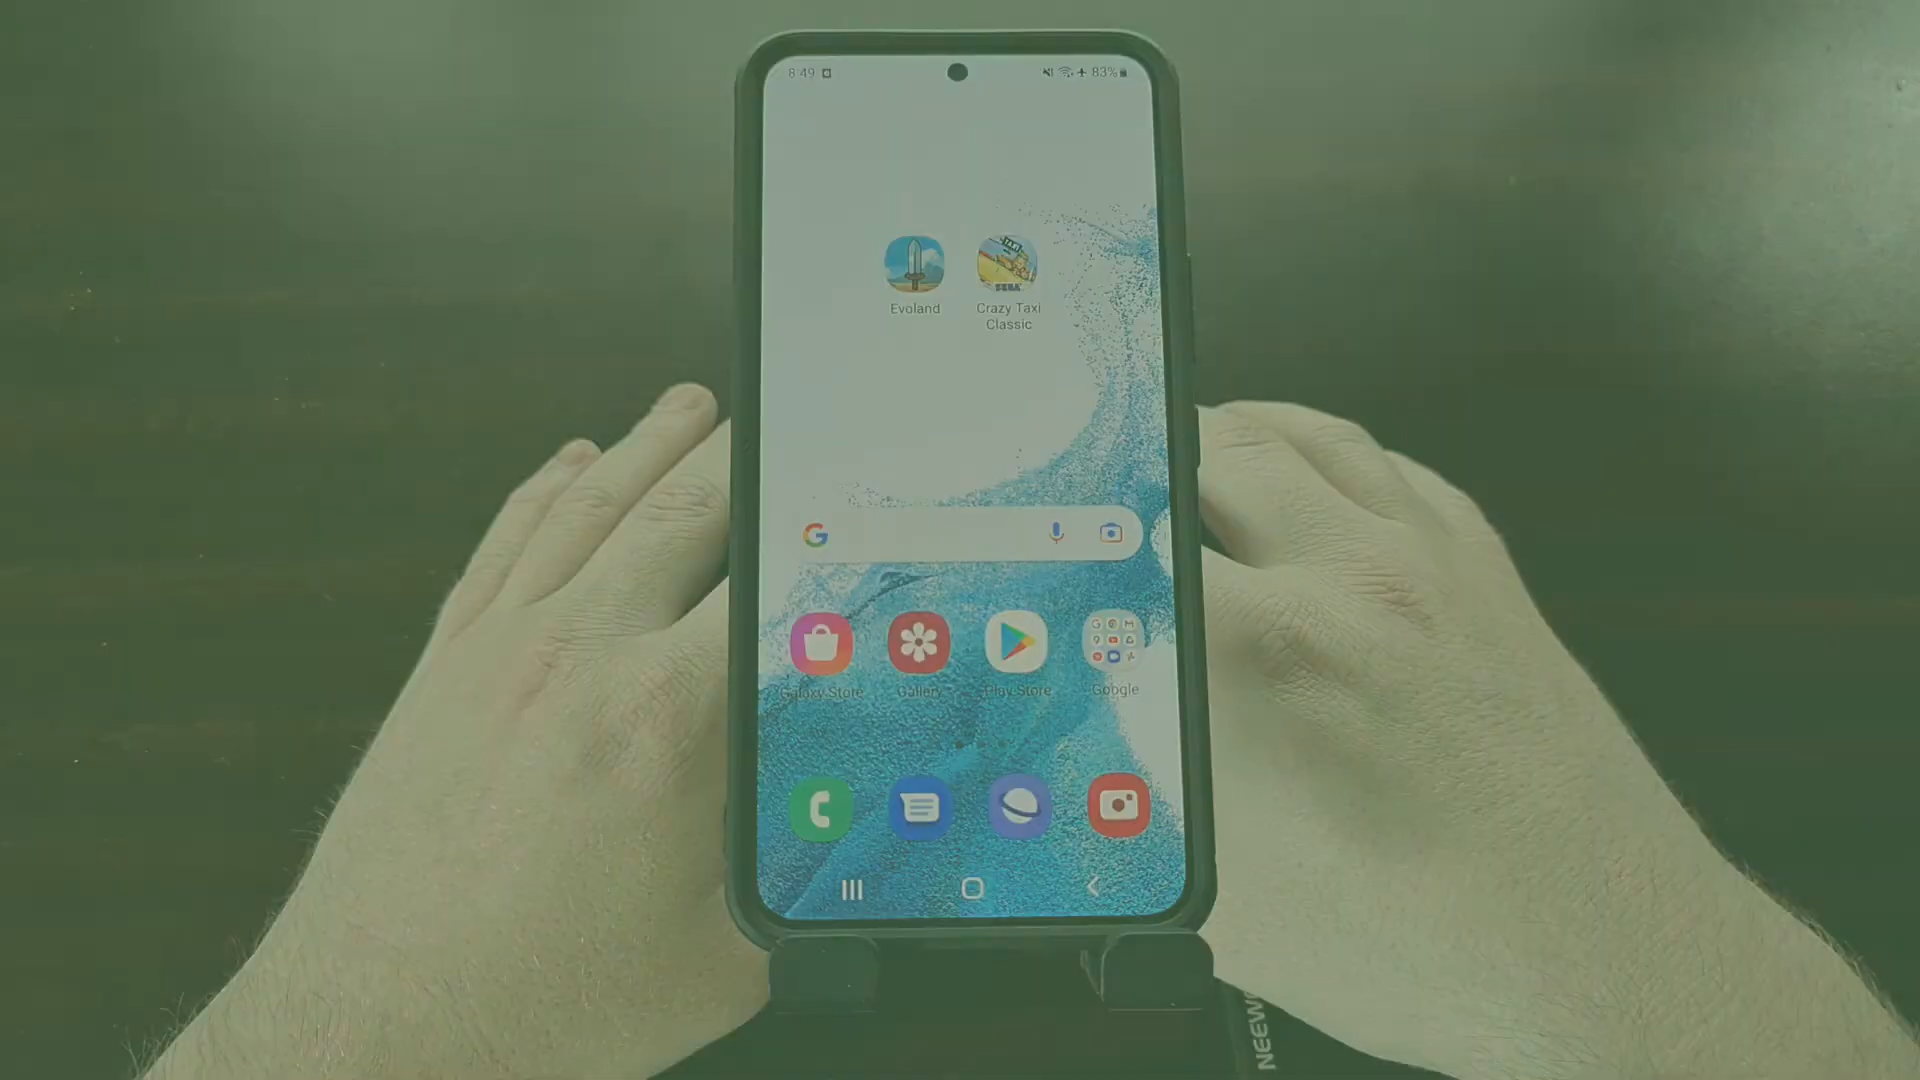 8:49
83%
Evoland
Crazy Taxi
Classic
SEGA
Galaxy Store
Gallery
Play Store
Google
NEEW